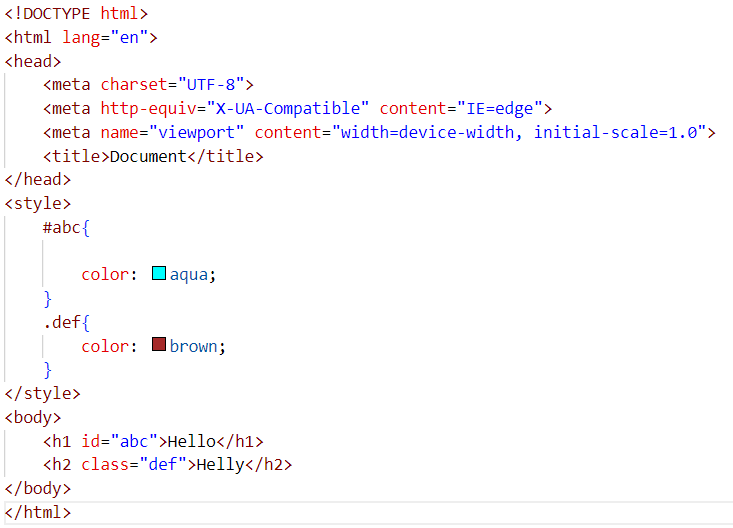 <!DOCTYPE html>
<html lang="en">
<head>
    <meta charset="UTF-8">
    <meta http-equiv="X-UA-Compatible" content="IE=edge">
    <meta name="viewport" content="width=device-width, initial-scale=1.0">
    <title>Document</title>
</head>
<style>
    #abc{

        color: aqua;
    }
    .def{
        color: brown;
    }
</style>
<body>
    <h1 id="abc">Hello</h1>
    <h2 class="def">Helly</h2>
</body>
</html>